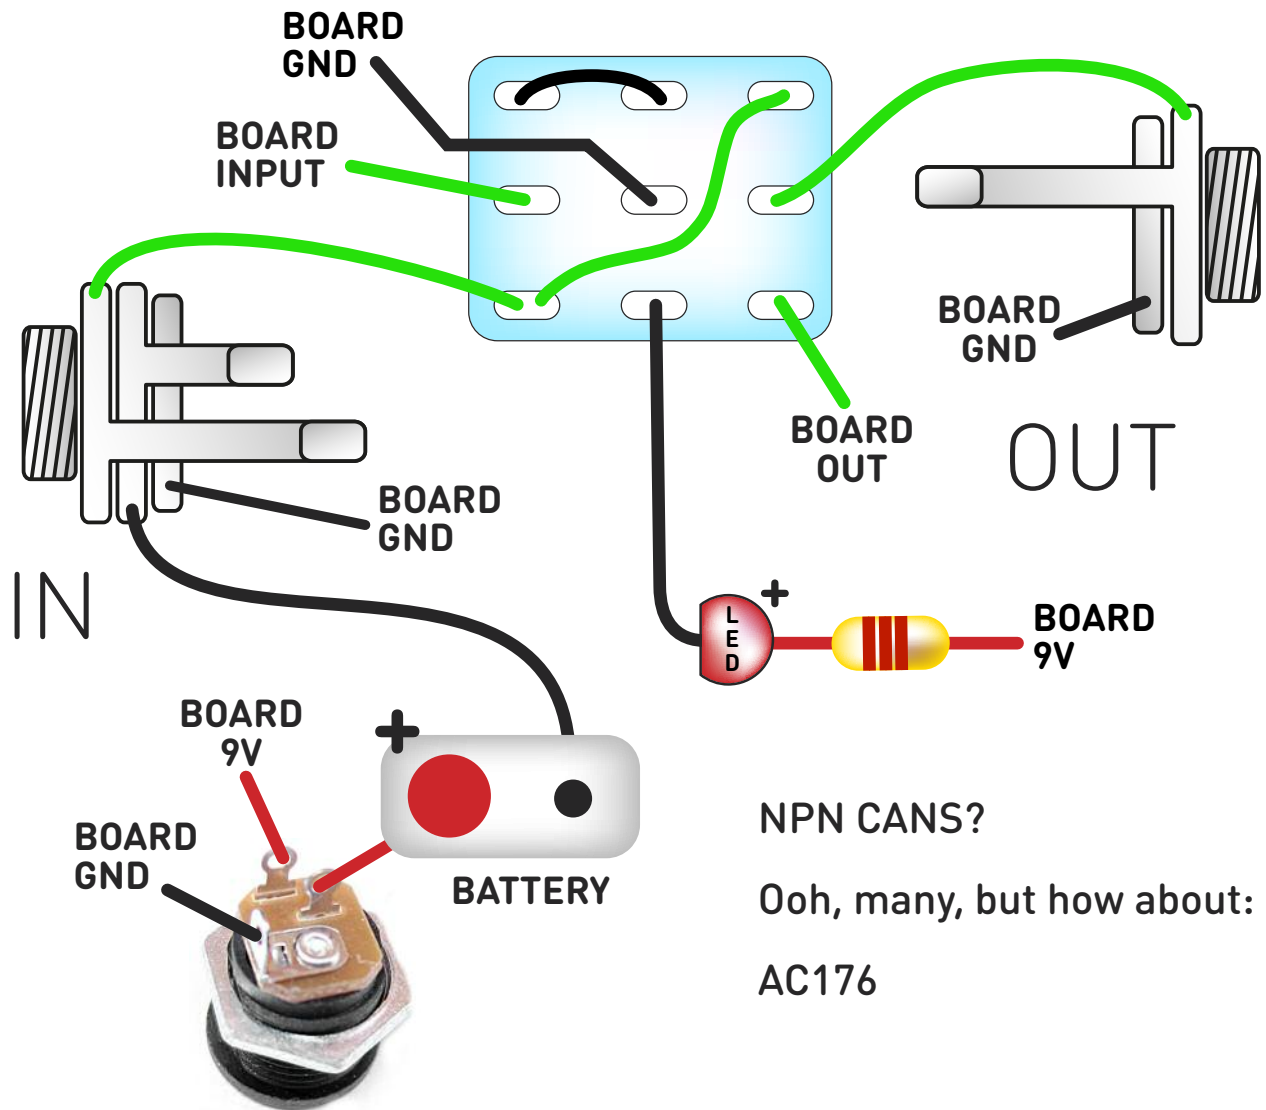 BOARD
GND
BOARD
INPUT
BOARD
GND
BOARD
OUT
OUT
BOARD
GND
IN
+
L
E
D
BOARD
9V
BOARD
9V
+
BOARD
GND
BATTERY
NPN CANS?
Ooh, many, but how about:
AC176